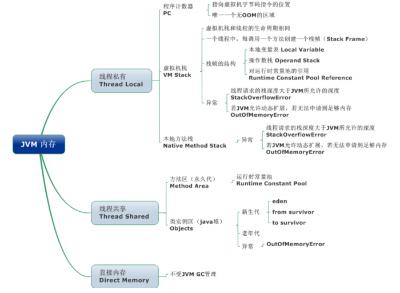 JVM 内存
线程私有
Thread Local
程序计数器
PC
指向虚拟机字节码指令的位置
唯一一个无OOM的区域
虚拟机栈
VM Stack
虚拟机栈和线程的生命周期相同
一个线程中，每调用一个方法创建一个栈帧（Stack Frame）
栈帧的结构
本地变量表 Local Variable
操作数栈 Operand Stack
对运行时常量池的引用
Runtime Constant Pool Reference
异常
线程请求的栈深度大于JVM所允许的深度
StackOverflowError
若JVM允许动态扩展，若无法申请到足够内存
OutOfMemoryError
本地方法栈
Native Method Stack
异常
线程请求的栈深度大于JVM所允许的深度
StackOverflowError
若JVM允许动态扩展，若无法申请到足够内存
OutOfMemoryError
线程共享
Thread Shared
方法区（永久代）
Method Area
运行时常量池
Runtime Constant Pool
类实例区（java堆）
Objects
新生代
eden
from survivor
to survivor
老年代
异常
OutOfMemoryError
直接内存
Direct Memory
不受JVM GC管理